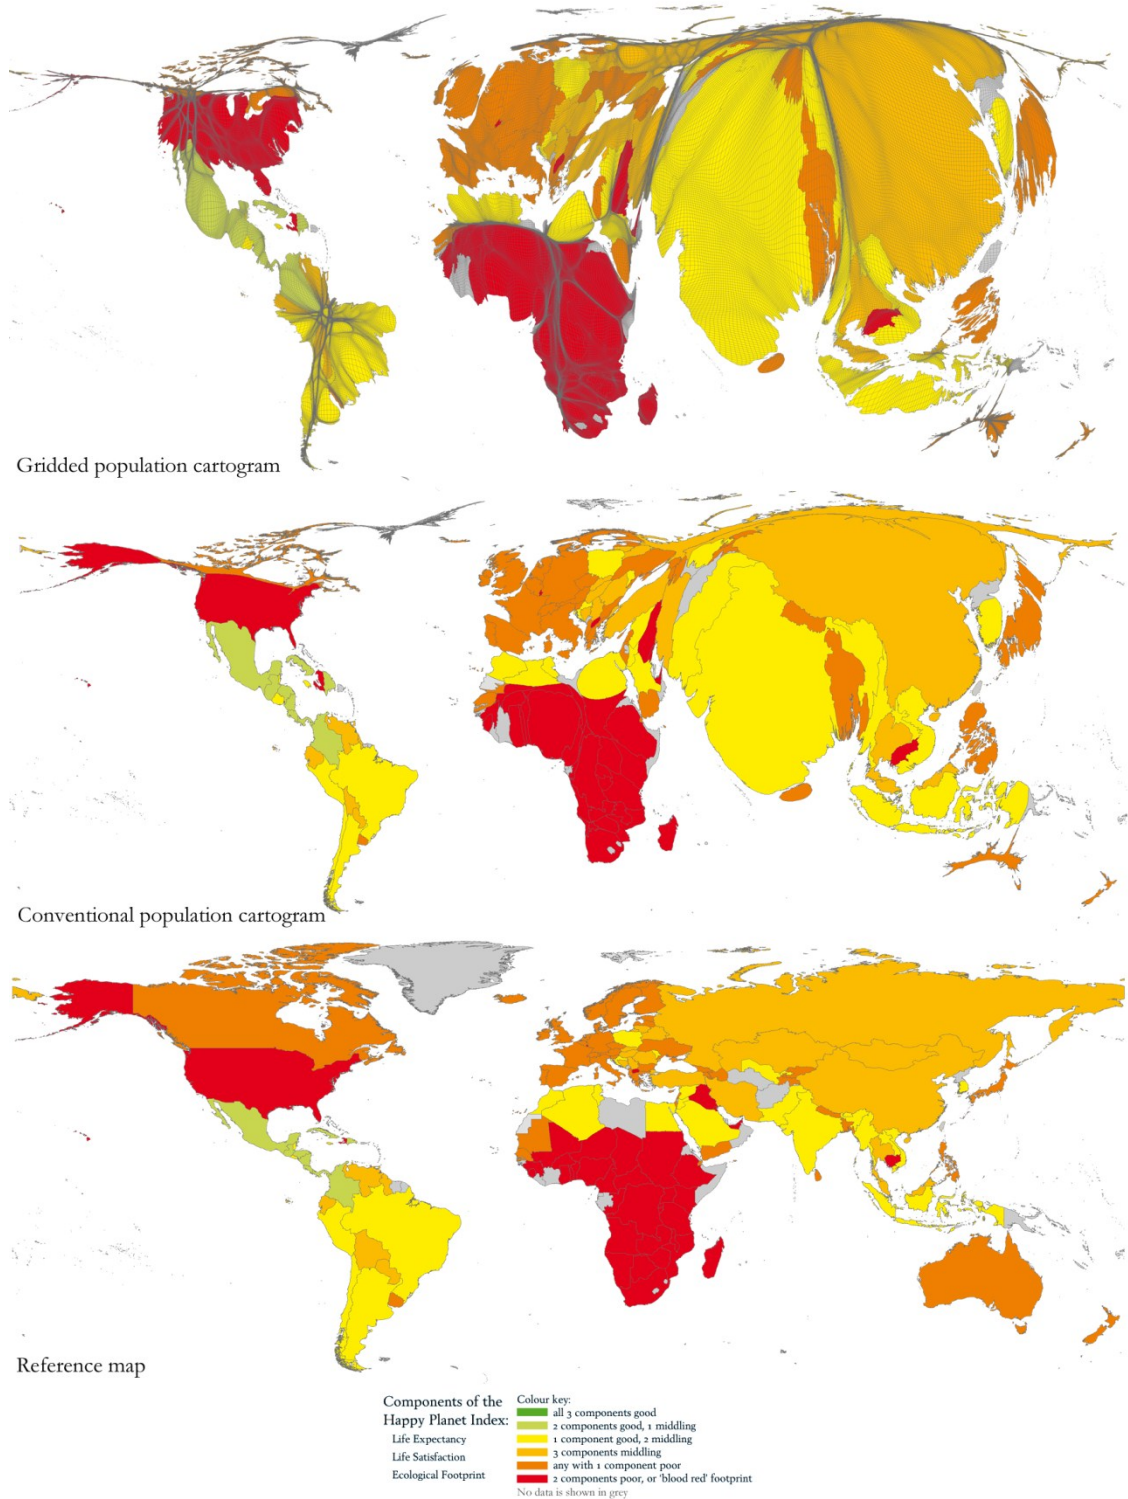 Gridded population cartogram
Conventional population cartogram
Reference map
Components of the
Happy Planet Index:
Life Expectancy
Life Satisfaction
Ecological Footprint
Colour key:
all 3 components good
2 components good, 1 middling
1 component good, 2 middling
3 components middling
any with 1 component poor
2 components poor, or 'blood red' footprint
No data is shown in grey